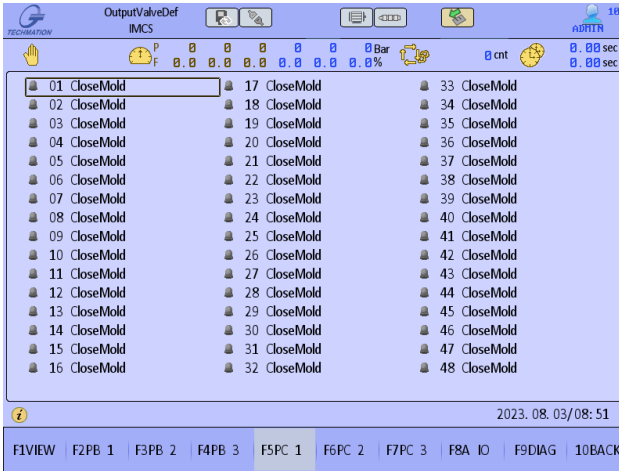 TECHMATION
OutputValveDef
IMCS
10
ADMIN
P 0 0 0 0 0 0 Bar
F 0.0 0.0 0.0 0.0 0.0 0.0 %
0 cnt
0.00 sec
0.00 sec
01 CloseMold 17 CloseMold 33 CloseMold
02 CloseMold 18 CloseMold 34 CloseMold
03 CloseMold 19 CloseMold 35 CloseMold
04 CloseMold 20 CloseMold 36 CloseMold
05 CloseMold 21 CloseMold 37 CloseMold
06 CloseMold 22 CloseMold 38 CloseMold
07 CloseMold 23 CloseMold 39 CloseMold
08 CloseMold 24 CloseMold 40 CloseMold
09 CloseMold 25 CloseMold 41 CloseMold
10 CloseMold 26 CloseMold 42 CloseMold
11 CloseMold 27 CloseMold 43 CloseMold
12 CloseMold 28 CloseMold 44 CloseMold
13 CloseMold 29 CloseMold 45 CloseMold
14 CloseMold 30 CloseMold 46 CloseMold
15 CloseMold 31 CloseMold 47 CloseMold
16 CloseMold 32 CloseMold 48 CloseMold
i
2023. 08. 03/08: 51
F1VIEW F2PB 1 F3PB 2 F4PB 3 F5PC 1 F6PC 2 F7PC 3 F8A IO F9DIAG 10BACK